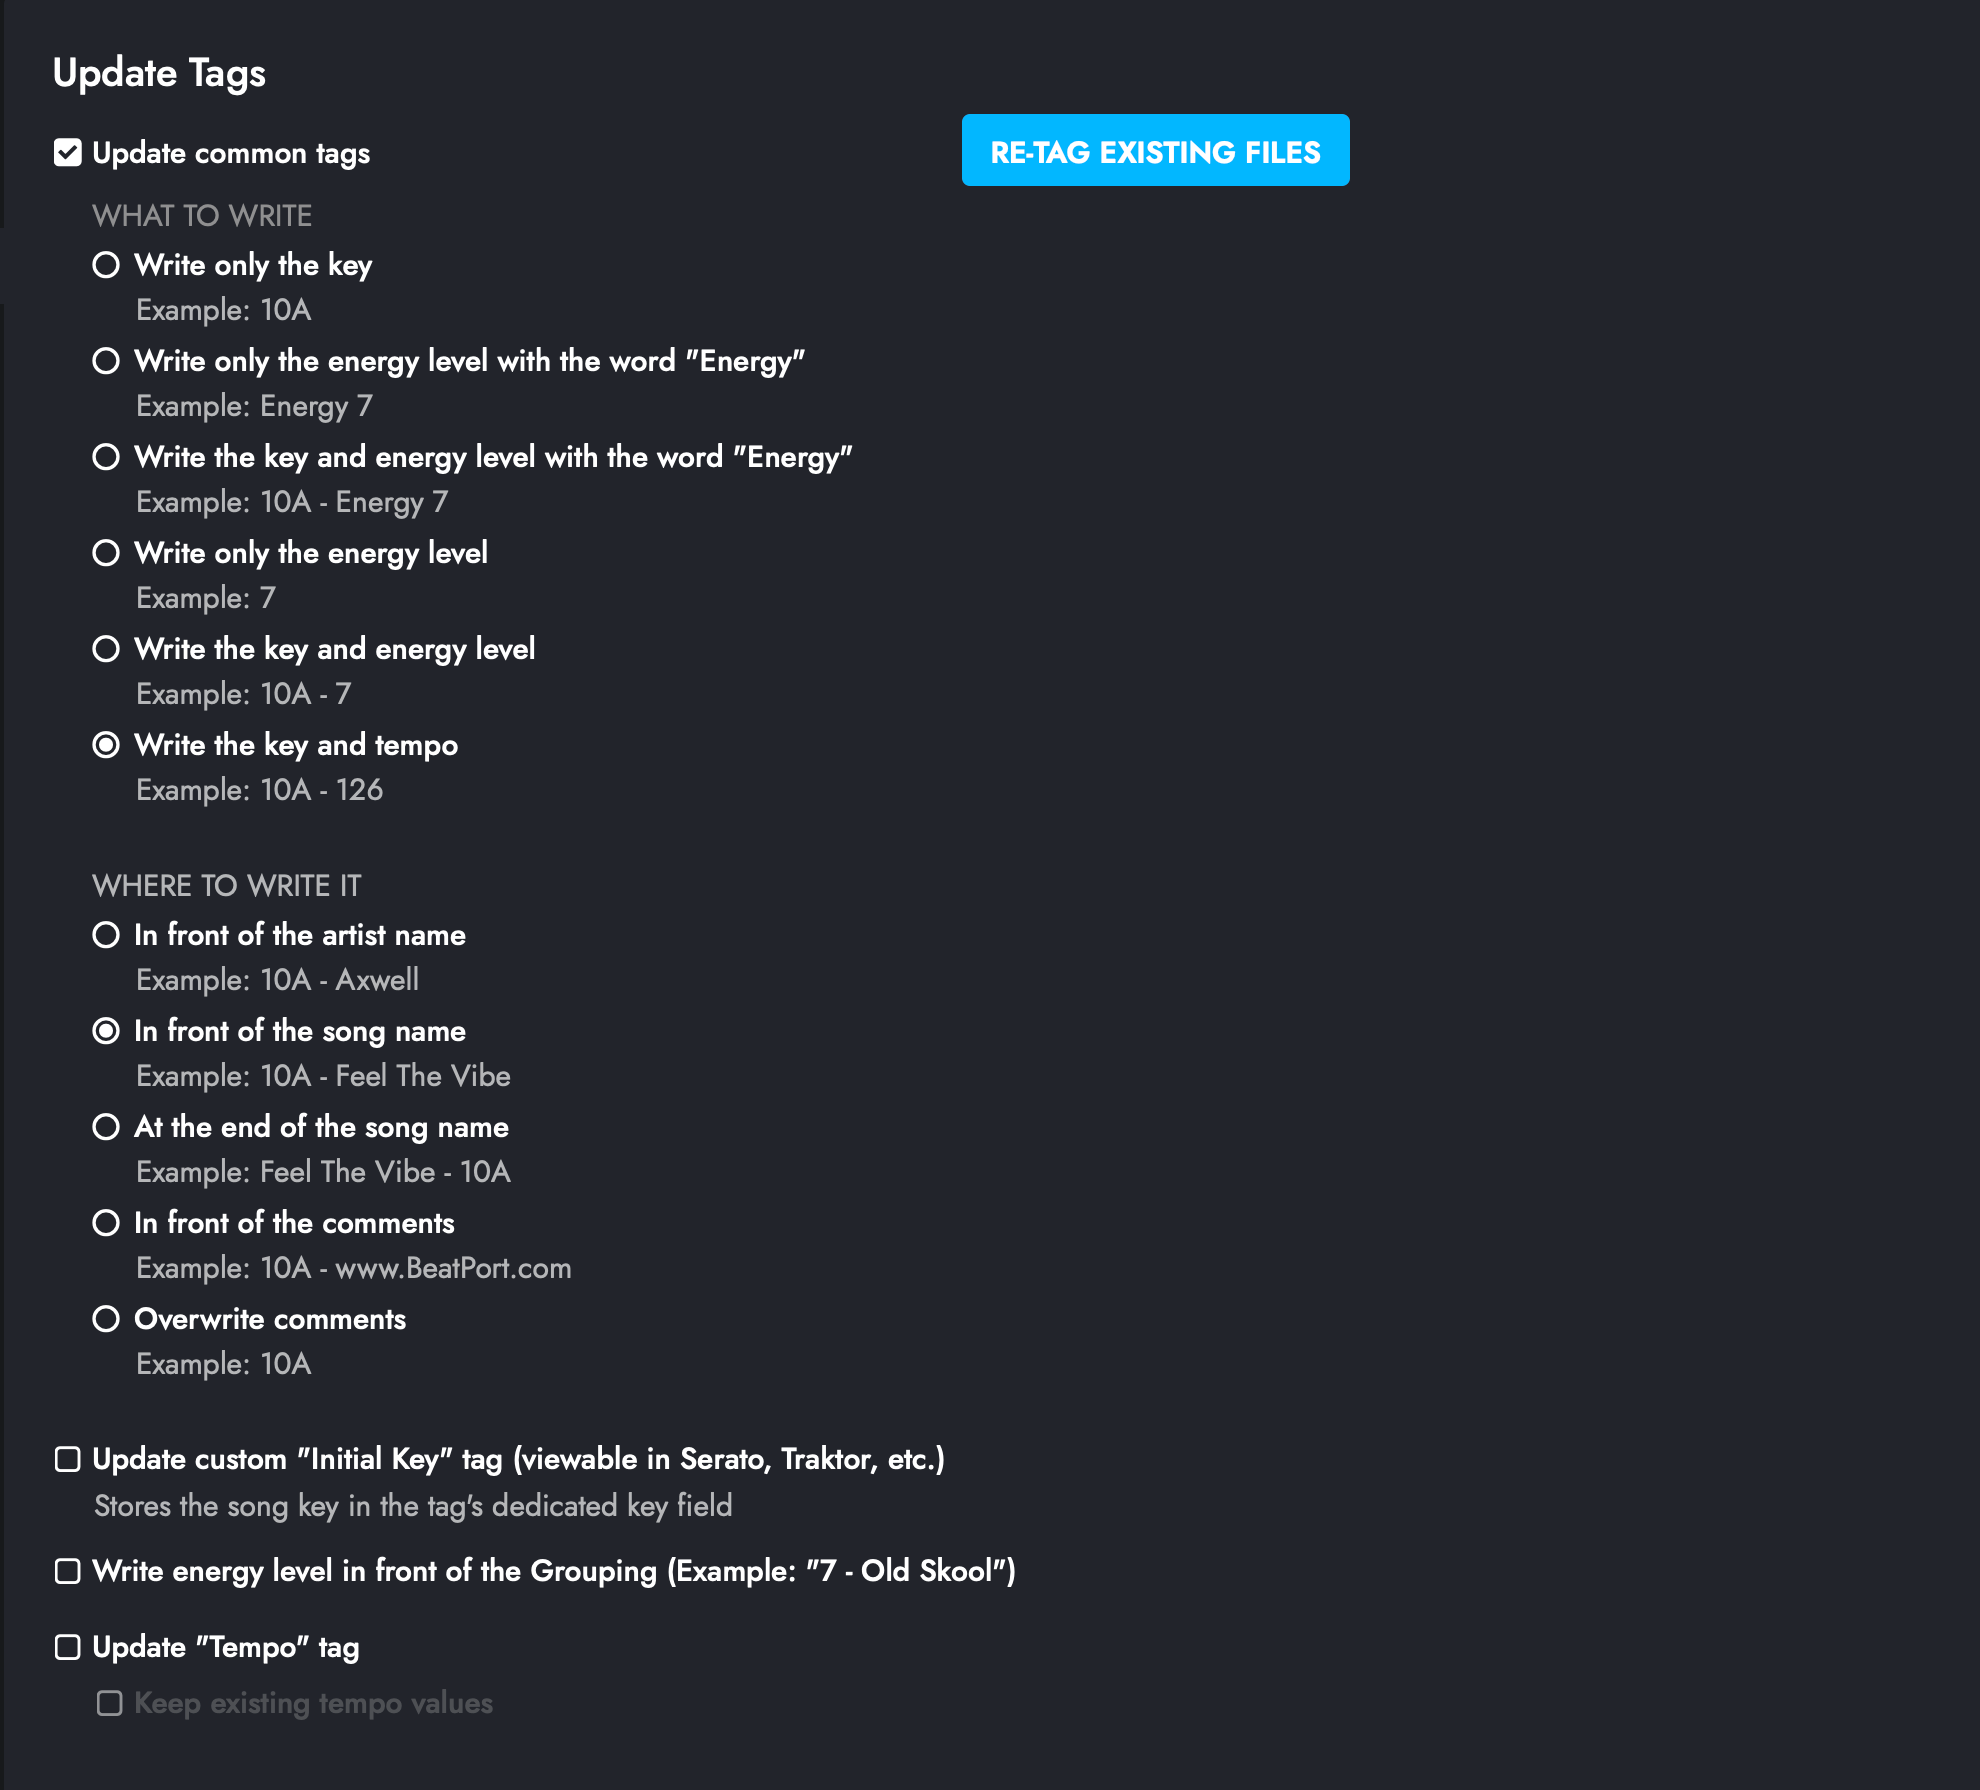 Update Tags
Update common tags
RE-TAG EXISTING FILES
WHAT TO WRITE
Write only the key
Example: 10A
Write only the energy level with the word "Energy"
Example: Energy 7
Write the key and energy level with the word "Energy"
Example: 10A - Energy 7
Write only the energy level
Example: 7
Write the key and energy level
Example: 10A - 7
Write the key and tempo
Example: 10A - 126
WHERE TO WRITE IT
In front of the artist name
Example: 10A - Axwell
In front of the song name
Example: 10A - Feel The Vibe
At the end of the song name
Example: Feel The Vibe - 10A
In front of the comments
Example: 10A - www.BeatPort.com
Overwrite comments
Example: 10A
Update custom "Initial Key" tag (viewable in Serato, Traktor, etc.)
Stores the song key in the tag's dedicated key field
Write energy level in front of the Grouping (Example: "7 - Old Skool")
Update "Tempo" tag
Keep existing tempo values